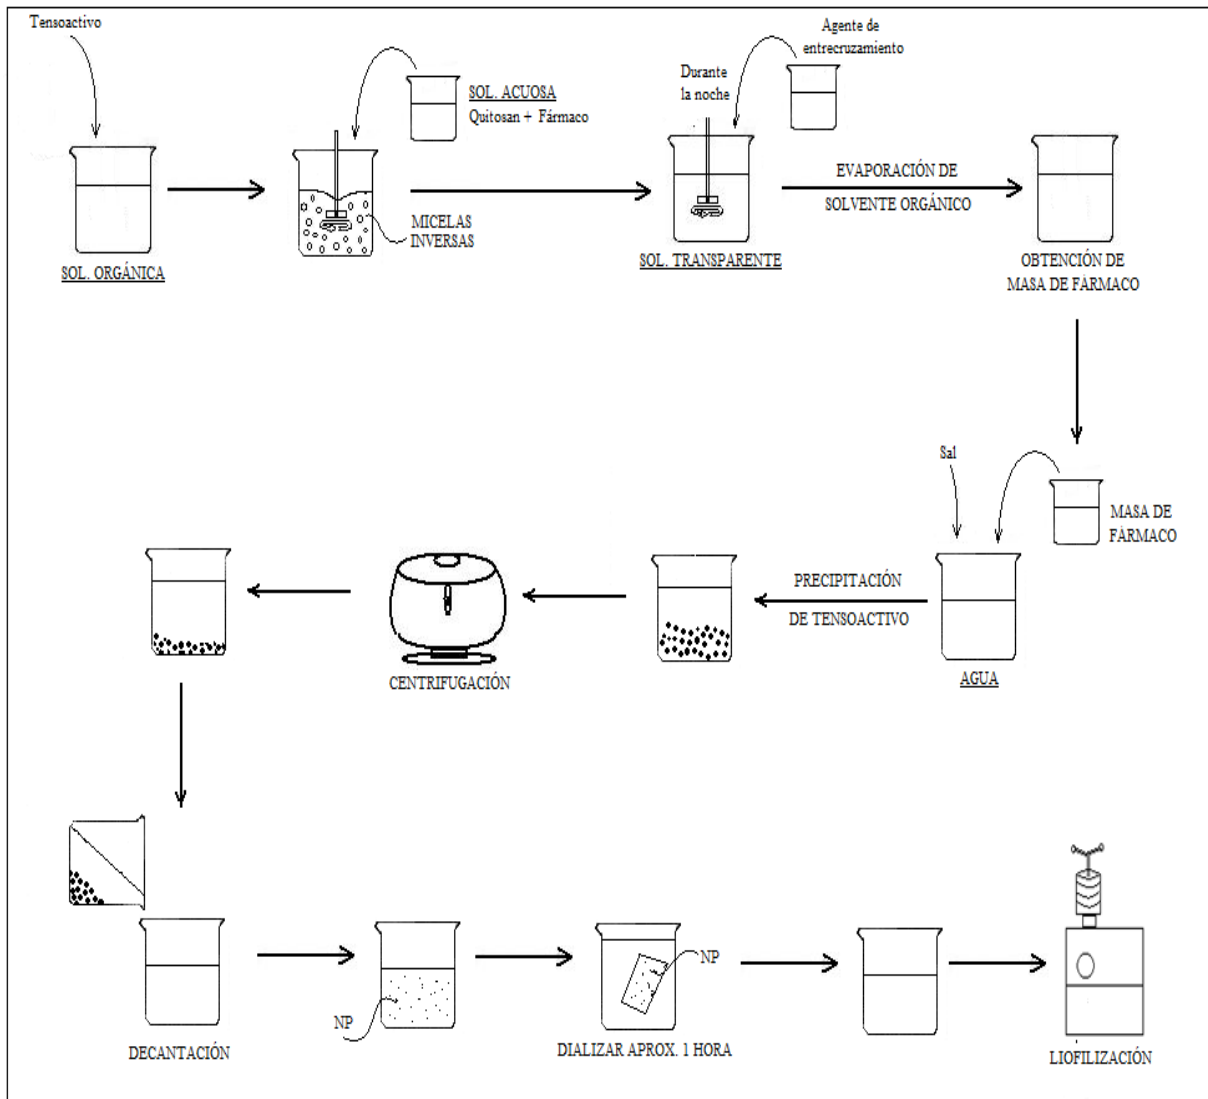 Tensoactivo
SOL. ORGÁNICA
SOL. ACUOSA
Quitosan + Fármaco
MICELAS
INVERSAS
Durante
la noche
Agente de
entrecruzamiento
SOL. TRANSPARENTE
EVAPORACIÓN DE
SOLVENTE ORGÁNICO
OBTENCIÓN DE
MASA DE FÀRMACO
Sal
MASA DE
FÀRMACO
AGUA
PRECIPITACIÓN
DE TENSOACTIVO
CENTRIFUGACIÓN
DECANTACIÓN
NP
NP
DIALIZAR APROX. 1 HORA
LIOFILIZACIÓN